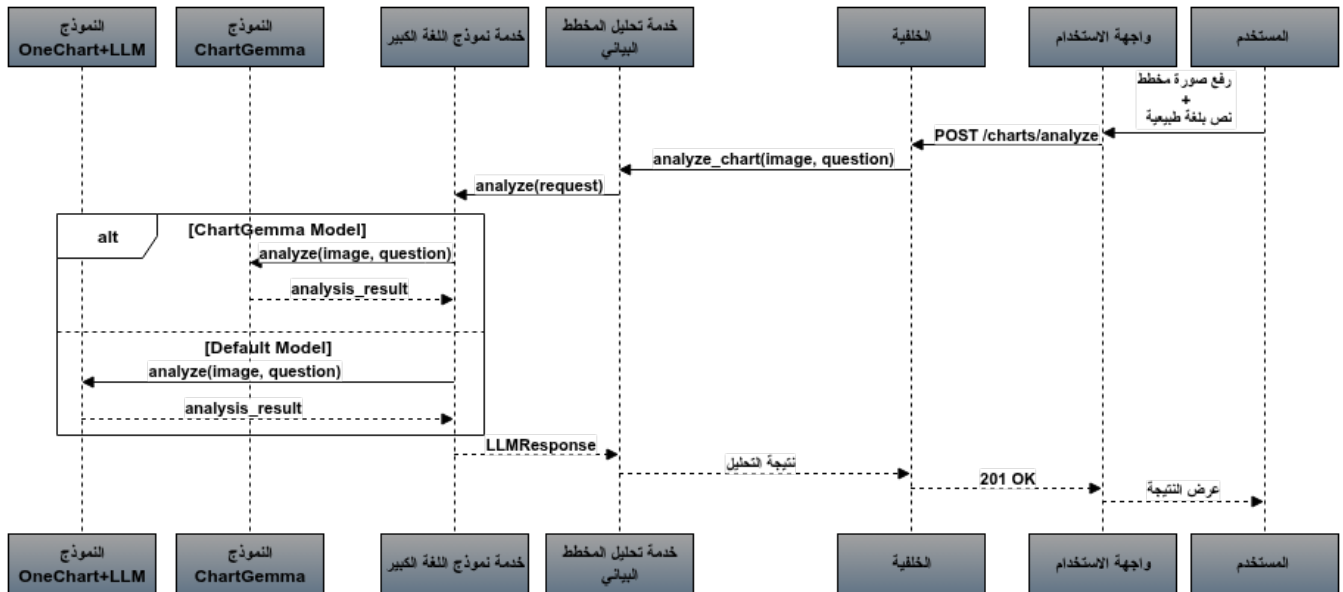 النموذج
OneChart+LLM
النموذج
ChartGemma
خدمة نموذج اللغة الكبير
خدمة تحليل المخطط
البياني
الخلفية
واجهة الاستخدام
المستخدم
رفع صورة مخطط
+
نص بلغة طبيعية
POST /charts/analyze
analyze_chart(image, question)
analyze(request)
alt
[ChartGemma Model]
analyze(image, question)
analysis_result
[Default Model]
analyze(image, question)
analysis_result
LLMResponse
نتيجة التحليل
201 OK
عرض النتيجة
النموذج
OneChart+LLM
النموذج
ChartGemma
خدمة نموذج اللغة الكبير
خدمة تحليل المخطط
البياني
الخلفية
واجهة الاستخدام
المستخدم